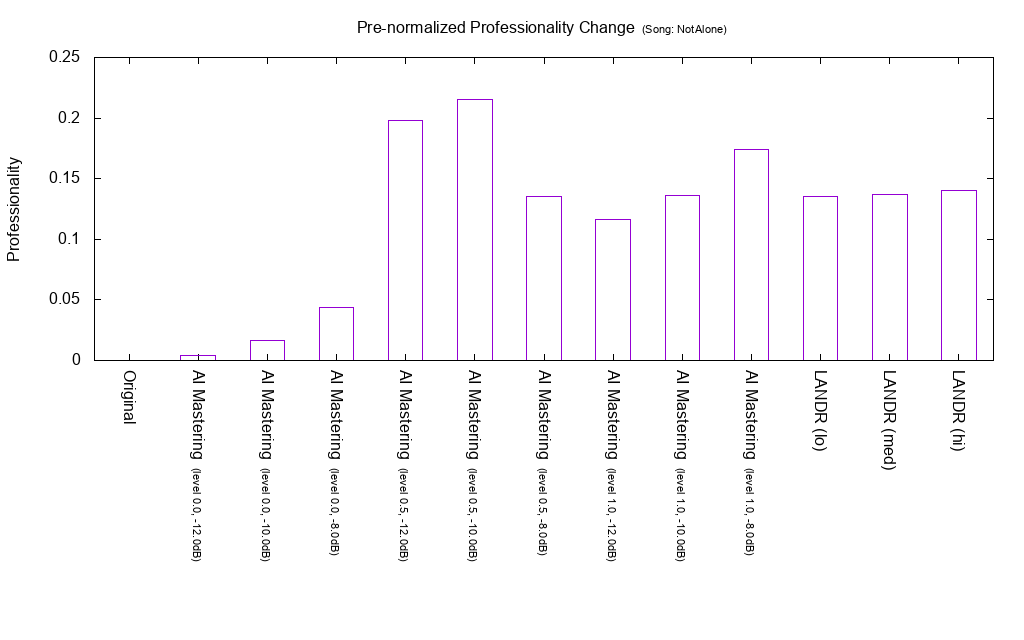 Pre-normalized Professionality Change (Song: NotAlone)
Professionality
0.25
0.2
0.15
0.1
0.05
0
Original
AI Mastering (level 0.0, -12.0dB)
AI Mastering (level 0.0, -10.0dB)
AI Mastering (level 0.0, -8.0dB)
AI Mastering (level 0.5, -12.0dB)
AI Mastering (level 0.5, -10.0dB)
AI Mastering (level 0.5, -8.0dB)
AI Mastering (level 1.0, -12.0dB)
AI Mastering (level 1.0, -10.0dB)
AI Mastering (level 1.0, -8.0dB)
LANDR (lo)
LANDR (med)
LANDR (hi)